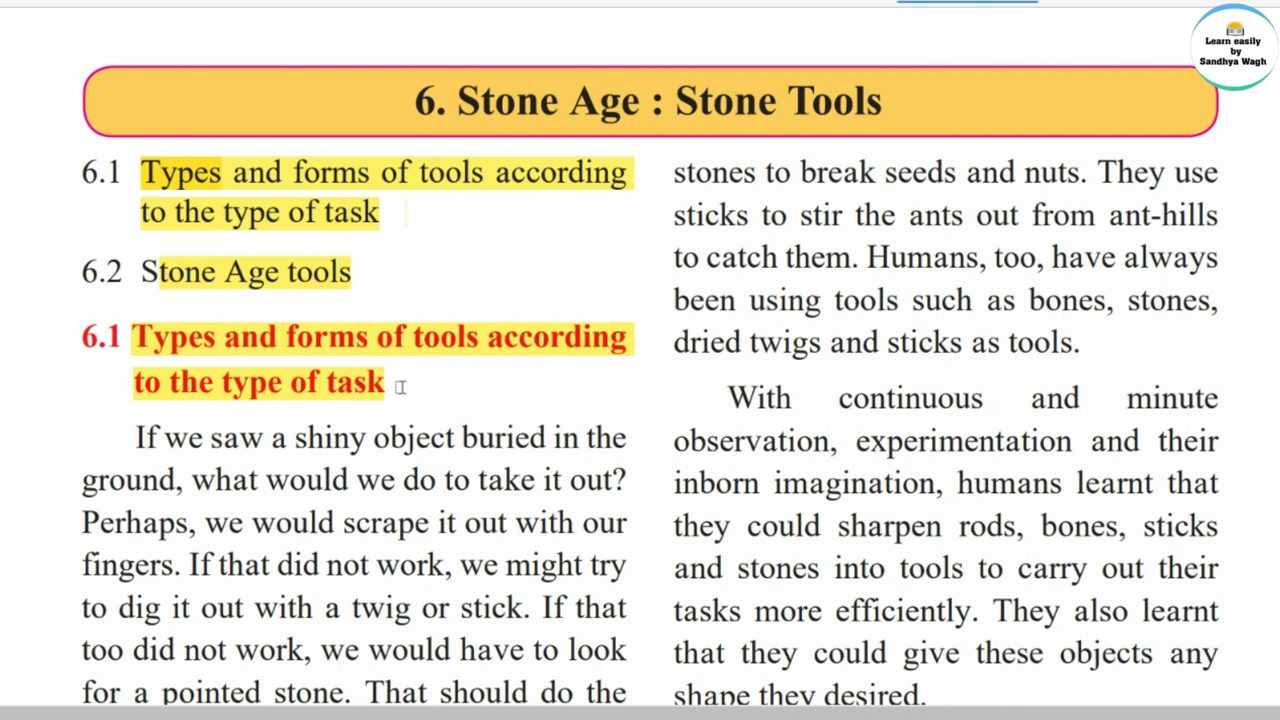 Learn easily
by
Sandhya Wagh
6. Stone Age : Stone Tools
6.1 Types and forms of tools according
to the type of task
6.2 Stone Age tools
6.1 Types and forms of tools according
to the type of task
If we saw a shiny object buried in the
ground, what would we do to take it out?
Perhaps, we would scrape it out with our
fingers. If that did not work, we might try
to dig it out with a twig or stick. If that
too did not work, we would have to look
for a pointed stone. That should do the
stones to break seeds and nuts. They use
sticks to stir the ants out from ant-hills
to catch them. Humans, too, have always
been using tools such as bones, stones,
dried twigs and sticks as tools.
With continuous and minute
observation, experimentation and their
inborn imagination, humans learnt that
they could sharpen rods, bones, sticks
and stones into tools to carry out their
tasks more efficiently. They also learnt
that they could give these objects any
shape they desired.